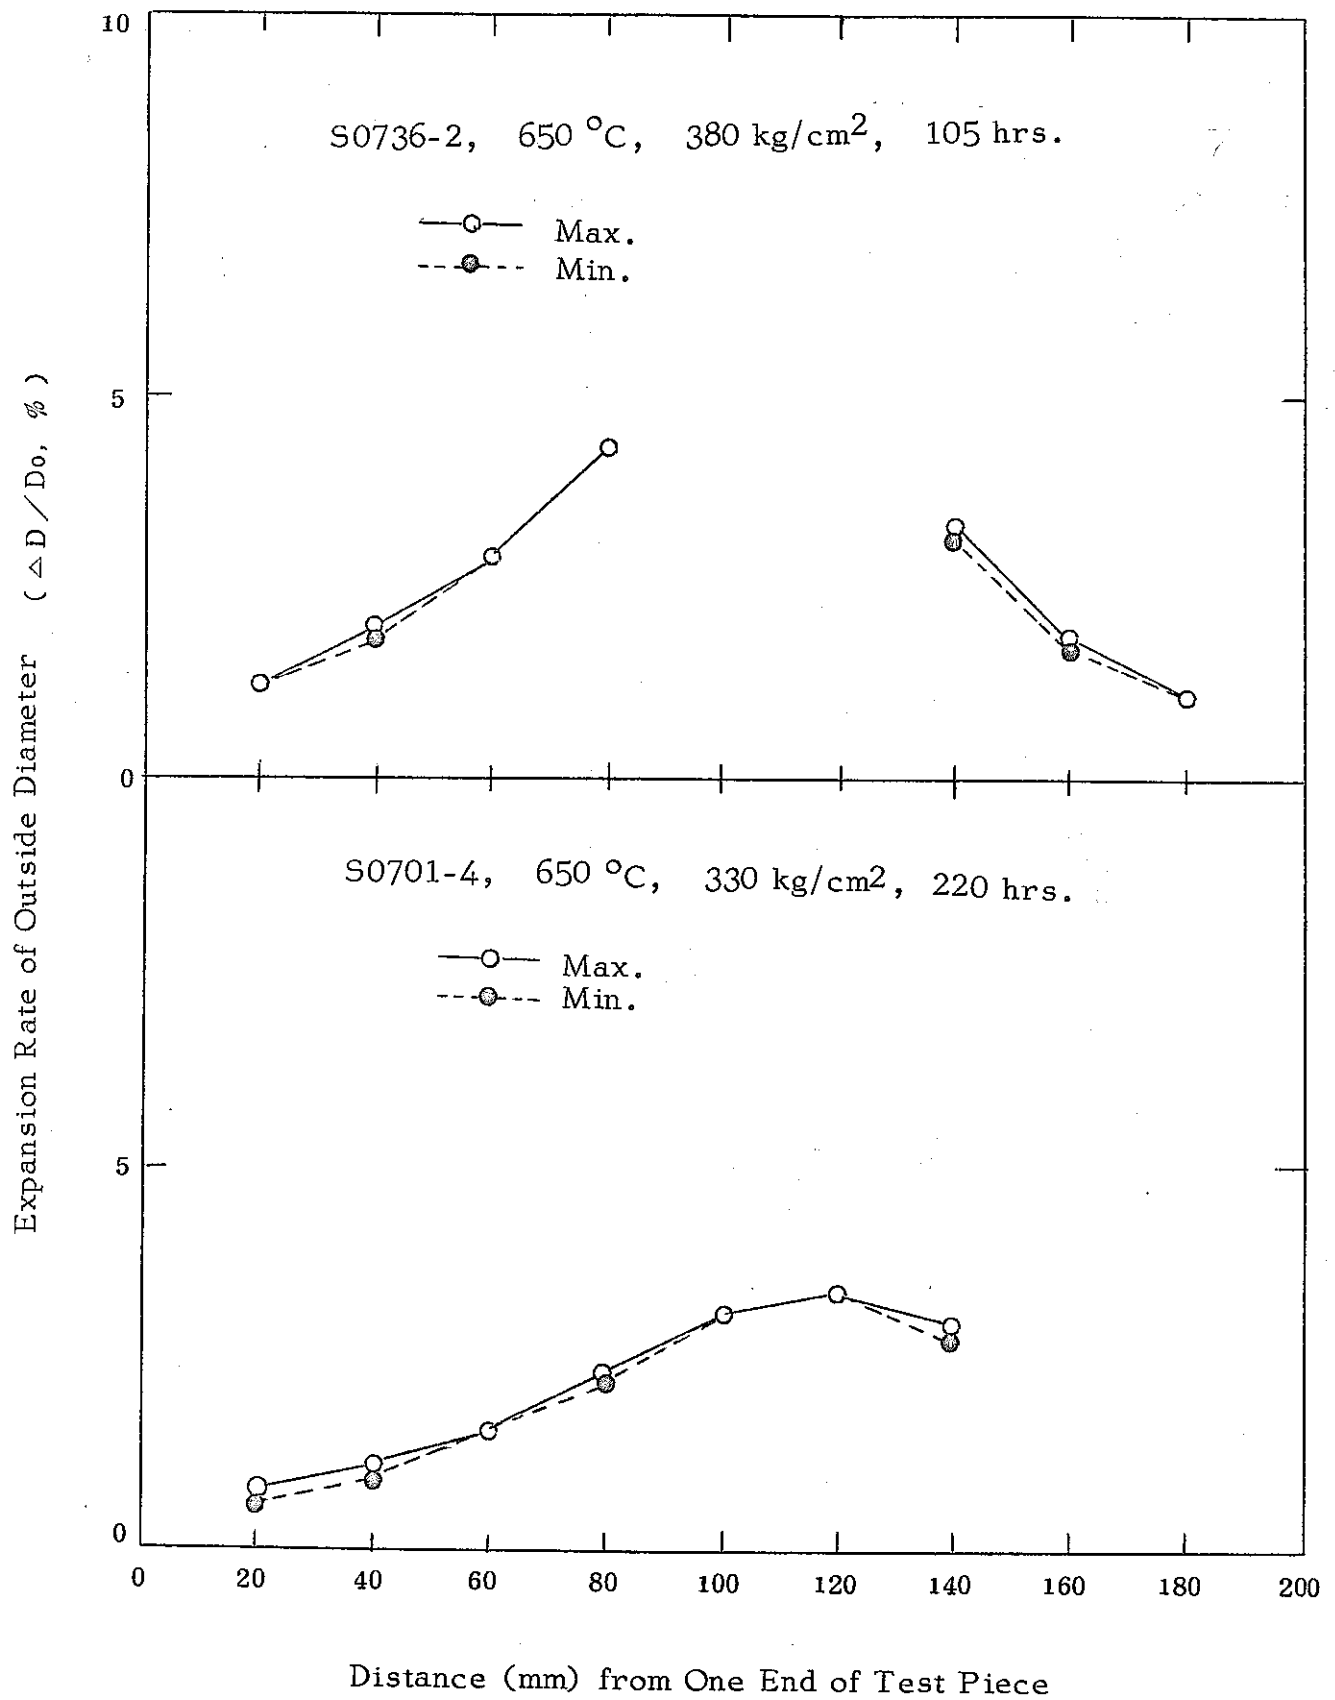 10
S0736-2, 650 °C, 380 kg/cm², 105 hrs.
Max.
Min.
5
0
Expansion Rate of Outside Diameter (△D/Do, %)
S0701-4, 650 °C, 330 kg/cm², 220 hrs.
Max.
Min.
5
0
0 20 40 60 80 100 120 140 160 180 200
Distance (mm) from One End of Test Piece